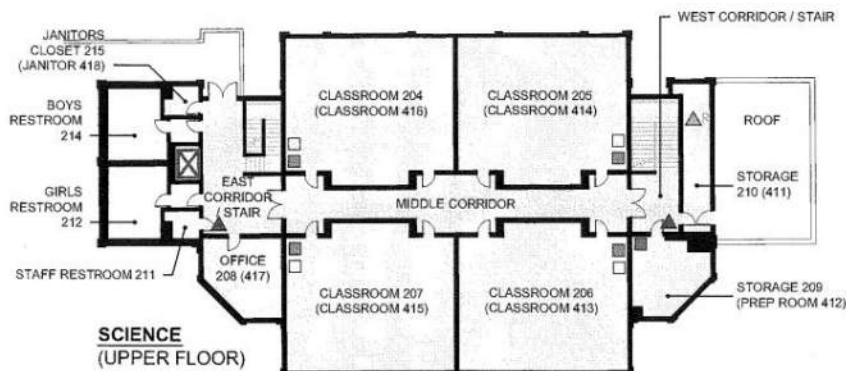 WEST CORRIDOR / STAIR
JANITORS
CLOSET 215
(JANITOR 418)
BOYS
RESTROOM
214
GIRLS
RESTROOM
212
STAFF RESTROOM 211
CLASSROOM 204
(CLASSROOM 416)
CLASSROOM 205
(CLASSROOM 414)
R
ROOF
STORAGE
210 (411)
EAST
CORRIDOR
/ STAIR
MIDDLE CORRIDOR
OFFICE
208 (417)
CLASSROOM 207
(CLASSROOM 415)
CLASSROOM 206
(CLASSROOM 413)
STORAGE 209
(PREP ROOM 412)
SCIENCE
(UPPER FLOOR)